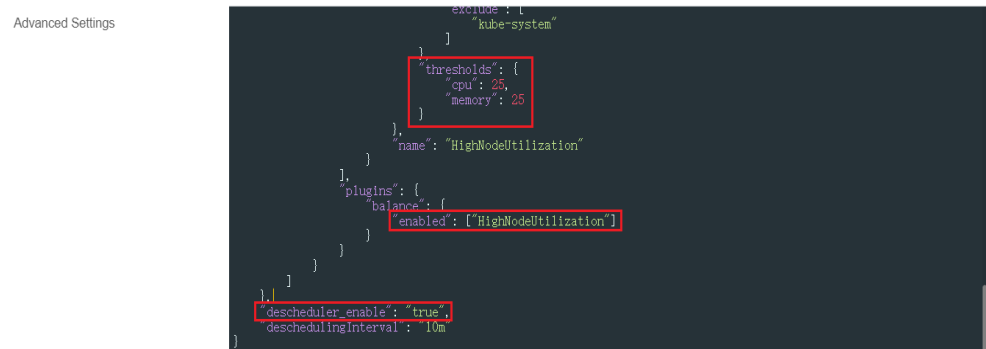 Advanced Settings
"exclude": [
"kube-system"
]
},
"thresholds": {
"cpu": 25,
"memory": 25
}
},
"name": "HighNodeUtilization"
}
],
"plugins": {
"balance": {
"enabled": ["HighNodeUtilization"]
}
}
}
]
},
"descheduler_enable": "true",
"deschedulingInterval": "10m"
}